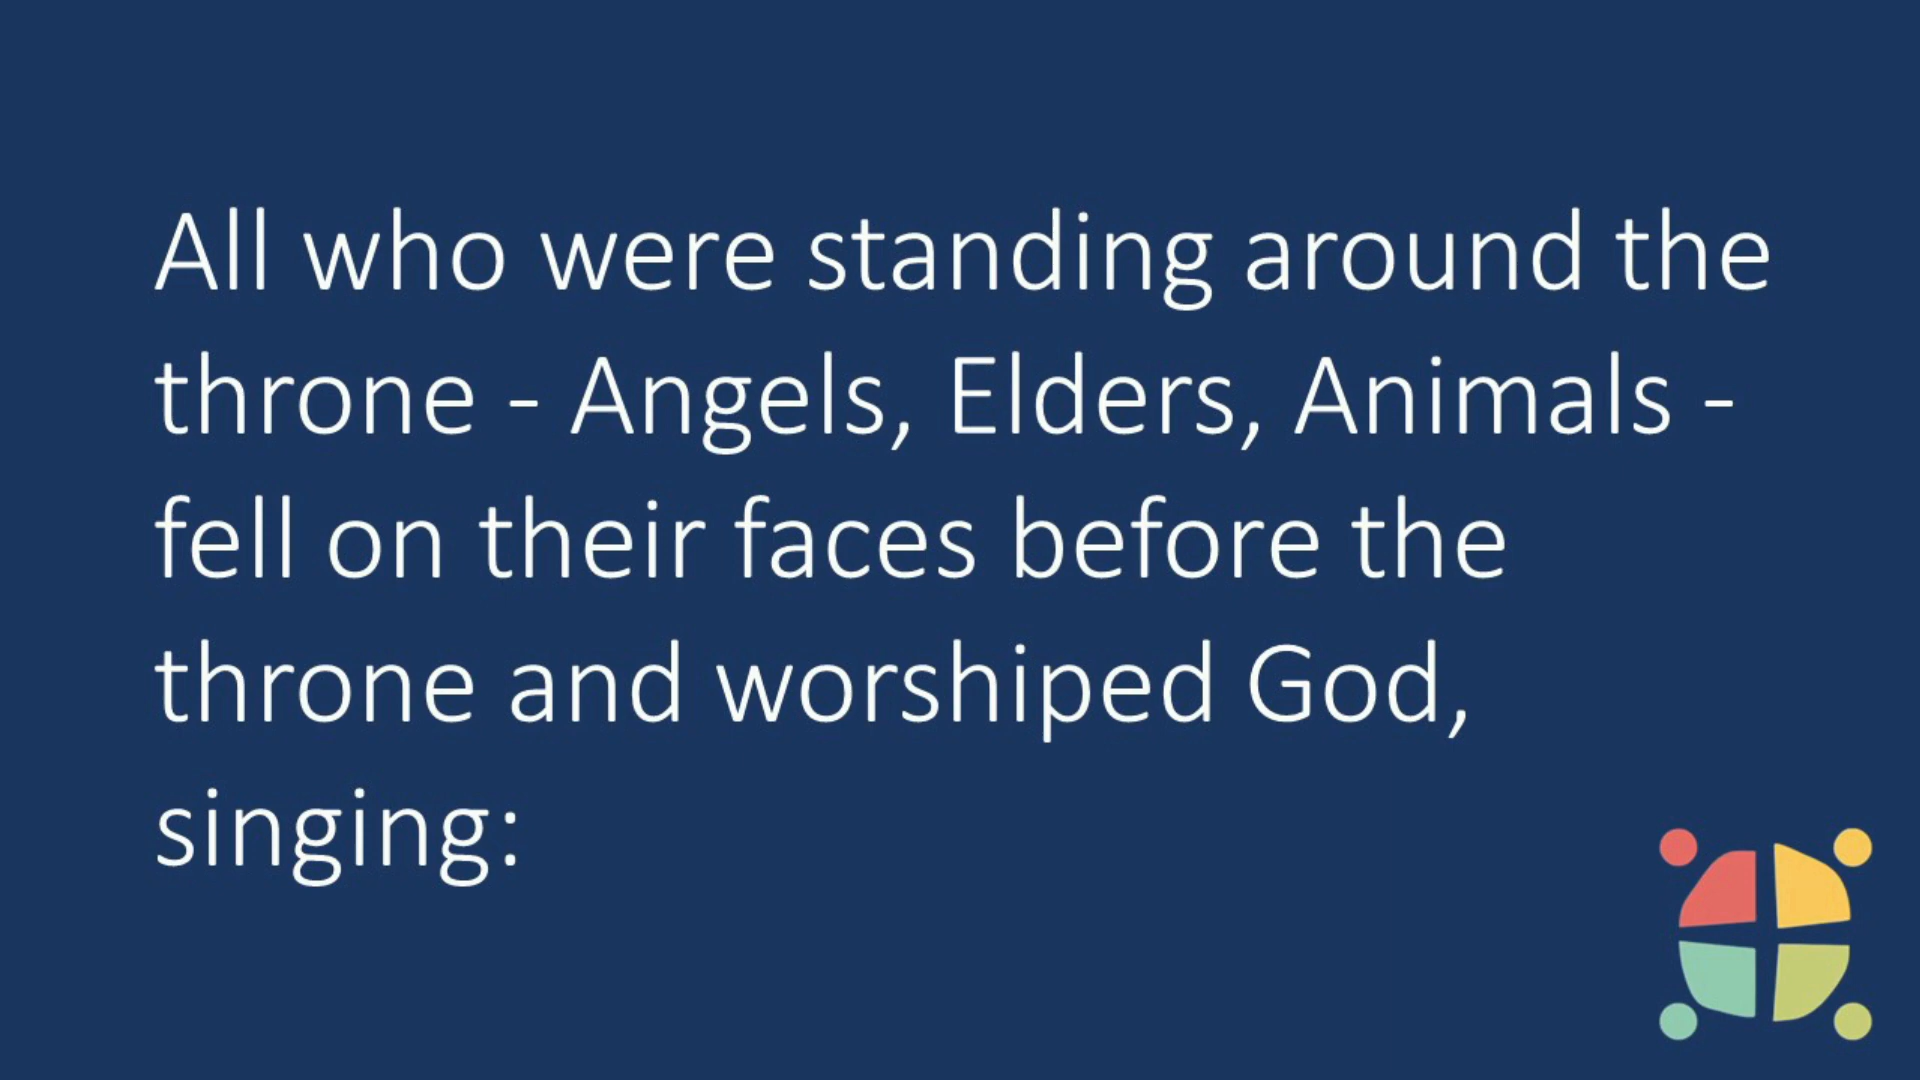 All who were standing around the
throne - Angels, Elders, Animals -
fell on their faces before the
throne and worshiped God,
singing: